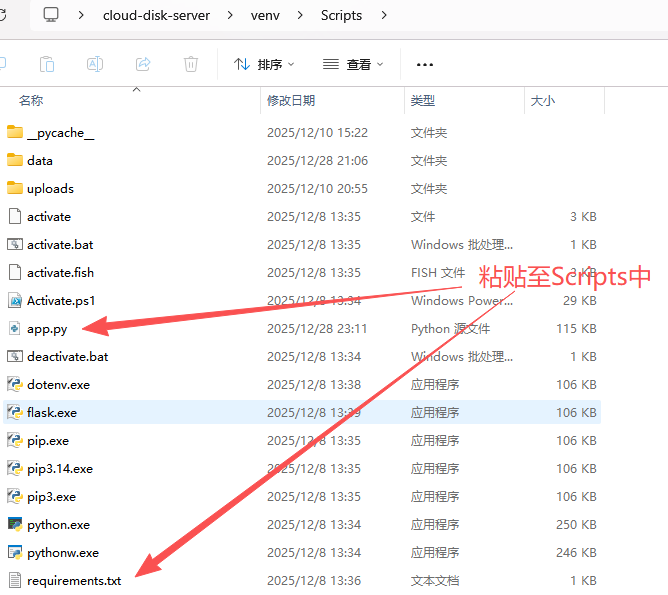 cloud-disk-server > venv > Scripts >
排序 查看 ...
名称 修改日期 类型 大小
__pycache__ 2025/12/10 15:22 文件夹
data 2025/12/28 21:06 文件夹
uploads 2025/12/10 20:55 文件夹
activate 2025/12/8 13:35 文件 3 KB
activate.bat 2025/12/8 13:35 Windows 批处理... 1 KB
activate.fish 2025/12/8 13:35 FISH 文件 3 KB
粘贴至Scripts中
Activate.ps1 2025/12/8 13:34 Windows Power... 29 KB
app.py 2025/12/28 23:11 Python 源文件 115 KB
deactivate.bat 2025/12/8 13:34 Windows 批处理... 1 KB
dotenv.exe 2025/12/8 13:38 应用程序 106 KB
flask.exe 2025/12/8 13:39 应用程序 106 KB
pip.exe 2025/12/8 13:35 应用程序 106 KB
pip3.14.exe 2025/12/8 13:35 应用程序 106 KB
pip3.exe 2025/12/8 13:35 应用程序 106 KB
python.exe 2025/12/8 13:34 应用程序 250 KB
pythonw.exe 2025/12/8 13:34 应用程序 246 KB
requirements.txt 2025/12/8 13:36 文本文档 1 KB